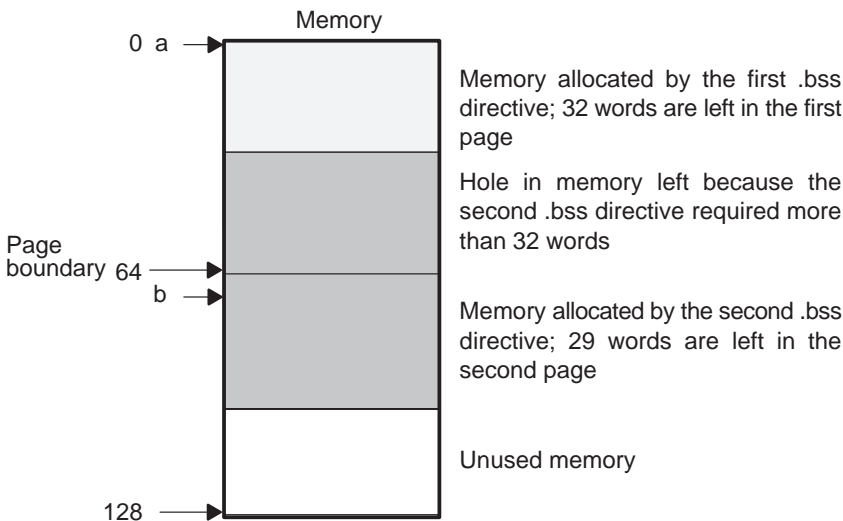 Memory
0 a
Memory allocated by the first .bss
directive; 32 words are left in the first
page
Hole in memory left because the
second .bss directive required more
than 32 words
Page
boundary 64
b
Memory allocated by the second .bss
directive; 29 words are left in the
second page
Unused memory
128